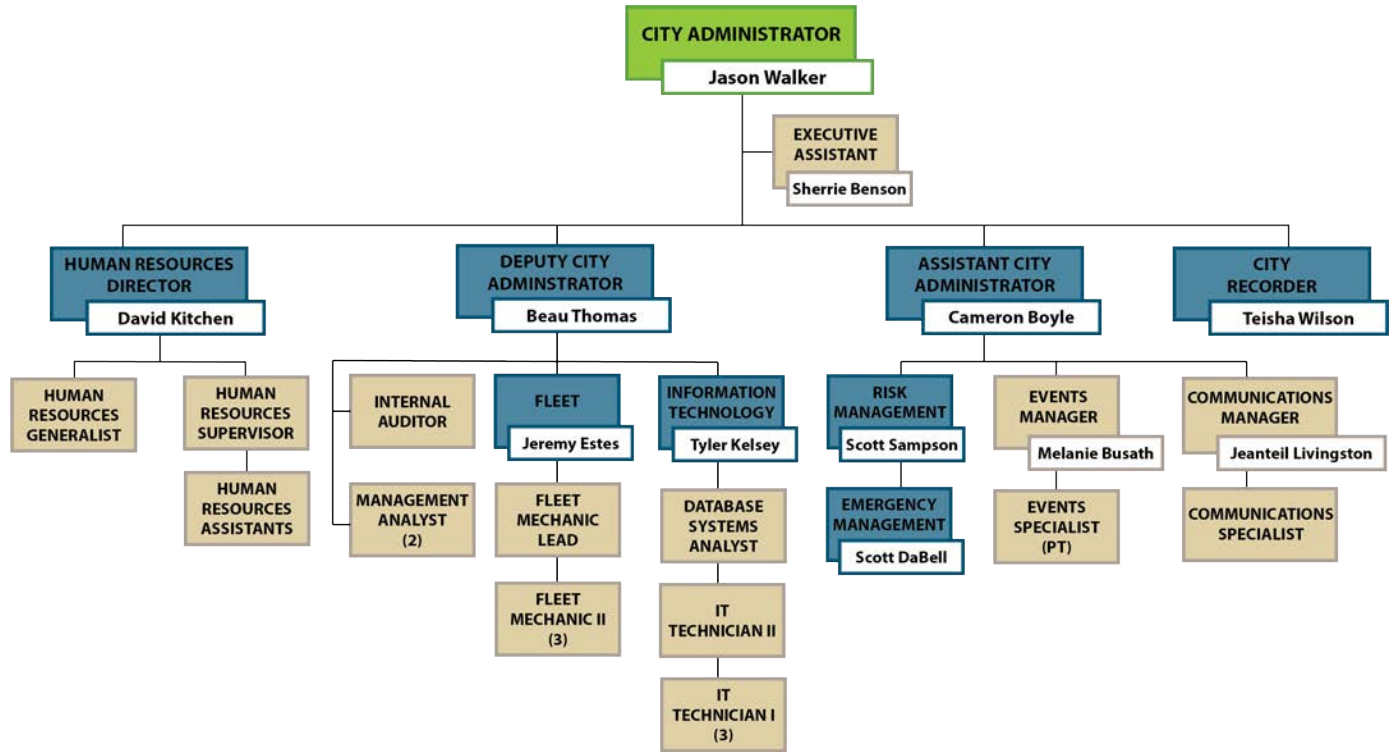 CITY ADMINISTRATOR
Jason Walker
EXECUTIVE
ASSISTANT
Sherrie Benson
HUMAN RESOURCES
DIRECTOR
David Kitchen
DEPUTY CITY
ADMINSTRATOR
Beau Thomas
ASSISTANT CITY
ADMINISTRATOR
Cameron Boyle
CITY
RECORDER
Teisha Wilson
HUMAN
RESOURCES
GENERALIST
HUMAN
RESOURCES
SUPERVISOR
HUMAN
RESOURCES
ASSISTANTS
INTERNAL
AUDITOR
MANAGEMENT
ANALYST
(2)
FLEET
Jeremy Estes
FLEET
MECHANIC
LEAD
FLEET
MECHANIC II
(3)
INFORMATION
TECHNOLOGY
Tyler Kelsey
DATABASE
SYSTEMS
ANALYST
IT
TECHNICIAN II
IT
TECHNICIAN I
(3)
RISK
MANAGEMENT
Scott Sampson
EMERGENCY
MANAGEMENT
Scott DaBell
EVENTS
MANAGER
Melanie Busath
EVENTS
SPECIALIST
(PT)
COMMUNICATIONS
MANAGER
Jeanteil Livingston
COMMUNICATIONS
SPECIALIST